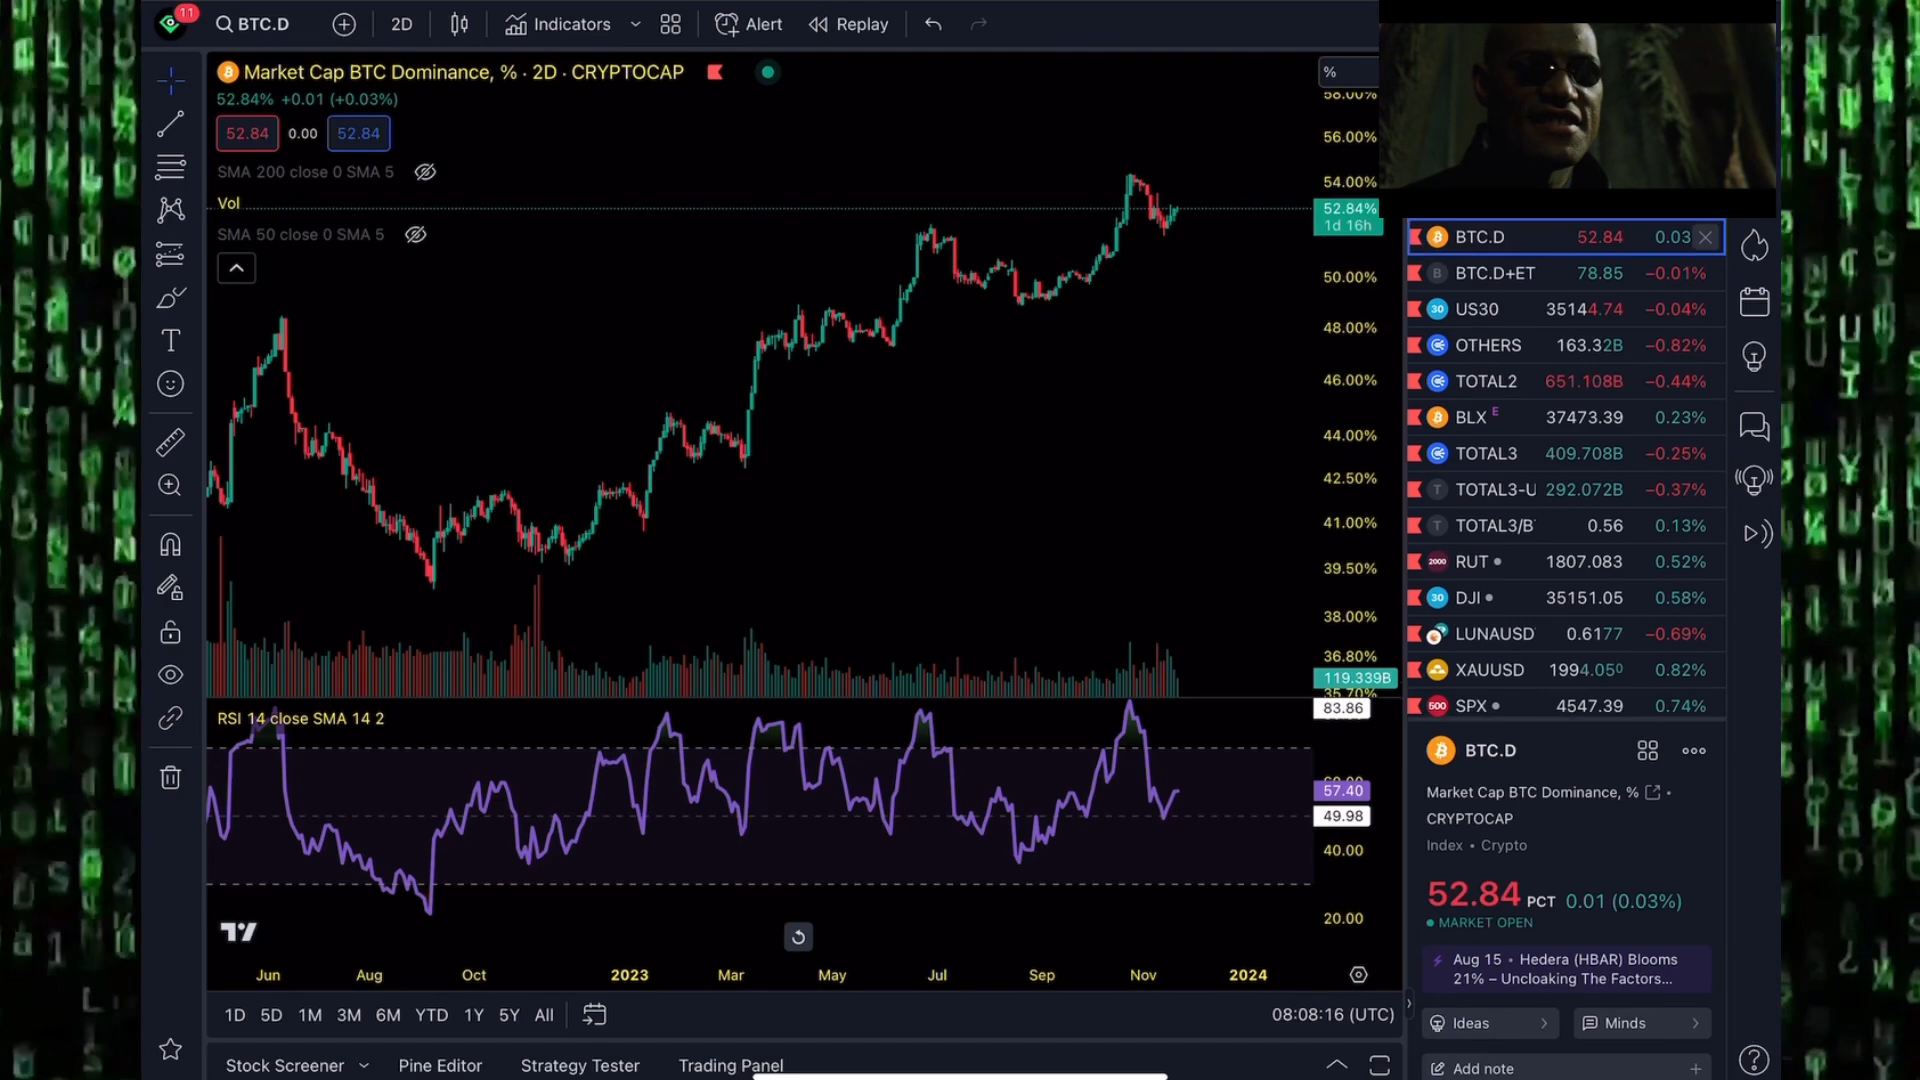 11
BTC.D
2D
Indicators
Alert
Replay
Market Cap BTC Dominance, % · 2D · CRYPTOCAP
52.84% +0.01 (+0.03%)
52.84 0.00 52.84
SMA 200 close 0 SMA 5
Vol
SMA 50 close 0 SMA 5
%
58.00%
56.00%
54.00%
52.84%
1d 16h
50.00%
48.00%
46.00%
44.00%
42.50%
41.00%
39.50%
38.00%
36.80%
119.339B
35.70%
83.86
RSI 14 close SMA 14 2
60.00
57.40
49.98
40.00
20.00
Jun Aug Oct 2023 Mar May Jul Sep Nov 2024
1D 5D 1M 3M 6M YTD 1Y 5Y All
08:08:16 (UTC)
Stock Screener Pine Editor Strategy Tester Trading Panel
BTC.D 52.84 0.03
BTC.D+ET 78.85 −0.01%
30 US30 35144.74 −0.04%
OTHERS 163.32B −0.82%
TOTAL2 651.108B −0.44%
BLX E 37473.39 0.23%
TOTAL3 409.708B −0.25%
T TOTAL3-U 292.072B −0.37%
T TOTAL3/B 0.56 0.13%
2000 RUT 1807.083 0.52%
30 DJI 35151.05 0.58%
LUNAUSD 0.6177 −0.69%
XAUUSD 1994.050 0.82%
500 SPX 4547.39 0.74%
BTC.D
Market Cap BTC Dominance, % •
CRYPTOCAP
Index • Crypto
52.84 PCT 0.01 (0.03%)
MARKET OPEN
Aug 15 • Hedera (HBAR) Blooms
21% – Uncloaking The Factors...
Ideas
Minds
Add note